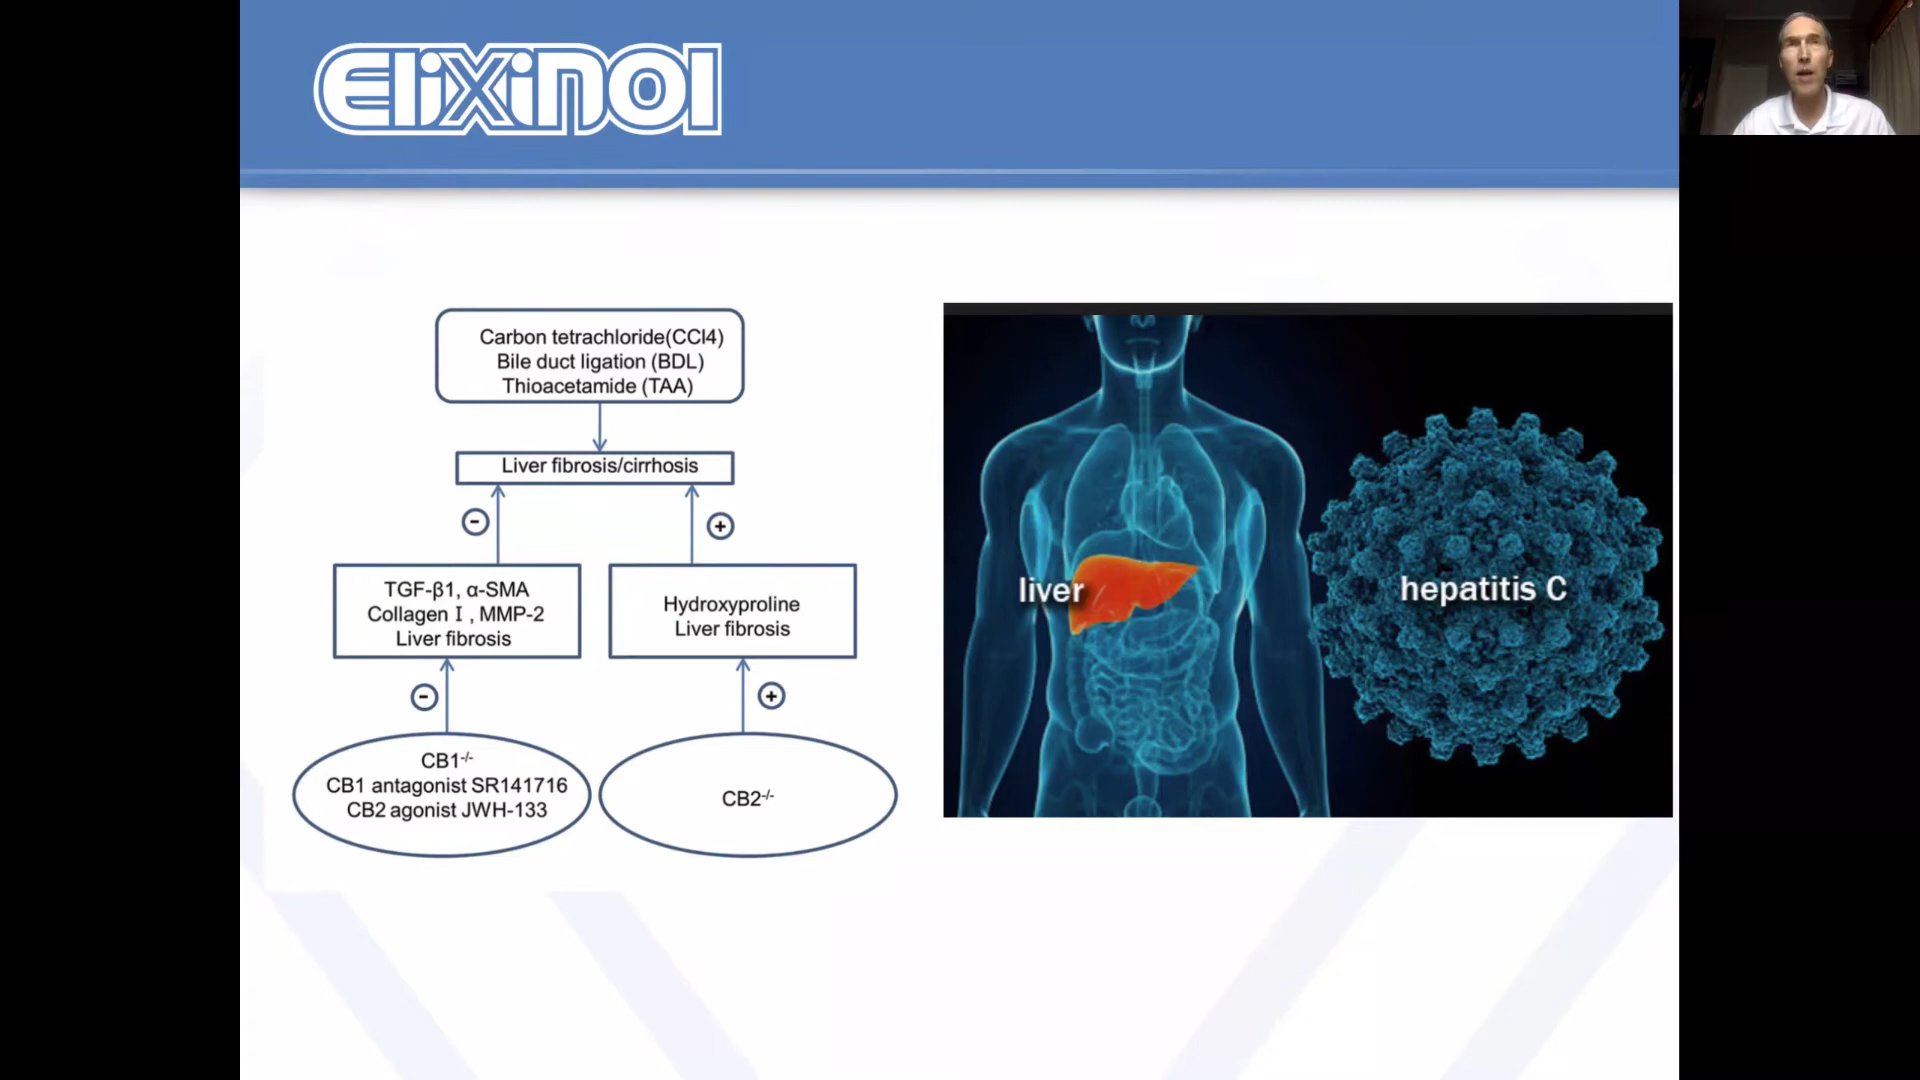 Elixinol
Carbon tetrachloride(CCl4)
Bile duct ligation (BDL)
Thioacetamide (TAA)
Liver fibrosis/cirrhosis
-
+
TGF-β1, α-SMA
Collagen I , MMP-2
Liver fibrosis
Hydroxyproline
Liver fibrosis
-
+
CB1-/-
CB1 antagonist SR141716
CB2 agonist JWH-133
CB2-/-
liver
hepatitis C